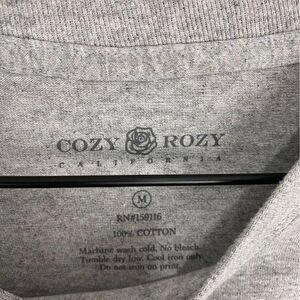 COZY ROZY
CALIFORNIA
M
RN#159116
100% COTTON
Machine wash cold, No bleach
Tumble dry low. Cool iron only
Do not iron on print.